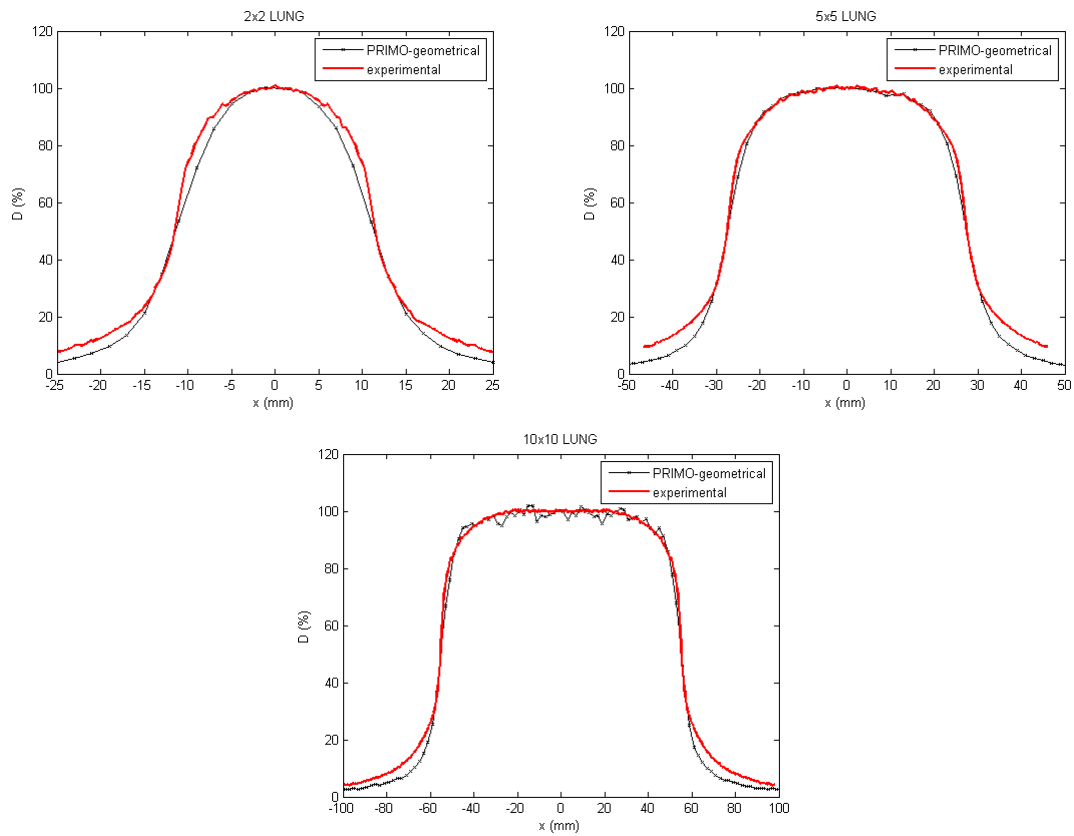 2x2 LUNG
120
100
80
60
40
20
0
D (%)
PRIMO-geometrical
experimental
-25 -20 -15 -10 -5 0 5 10 15 20 25
x (mm)
5x5 LUNG
120
100
80
60
40
20
0
D (%)
PRIMO-geometrical
experimental
-50 -40 -30 -20 -10 0 10 20 30 40 50
x (mm)
10x10 LUNG
120
100
80
60
40
20
0
D (%)
PRIMO-geometrical
experimental
-100 -80 -60 -40 -20 0 20 40 60 80 100
x (mm)